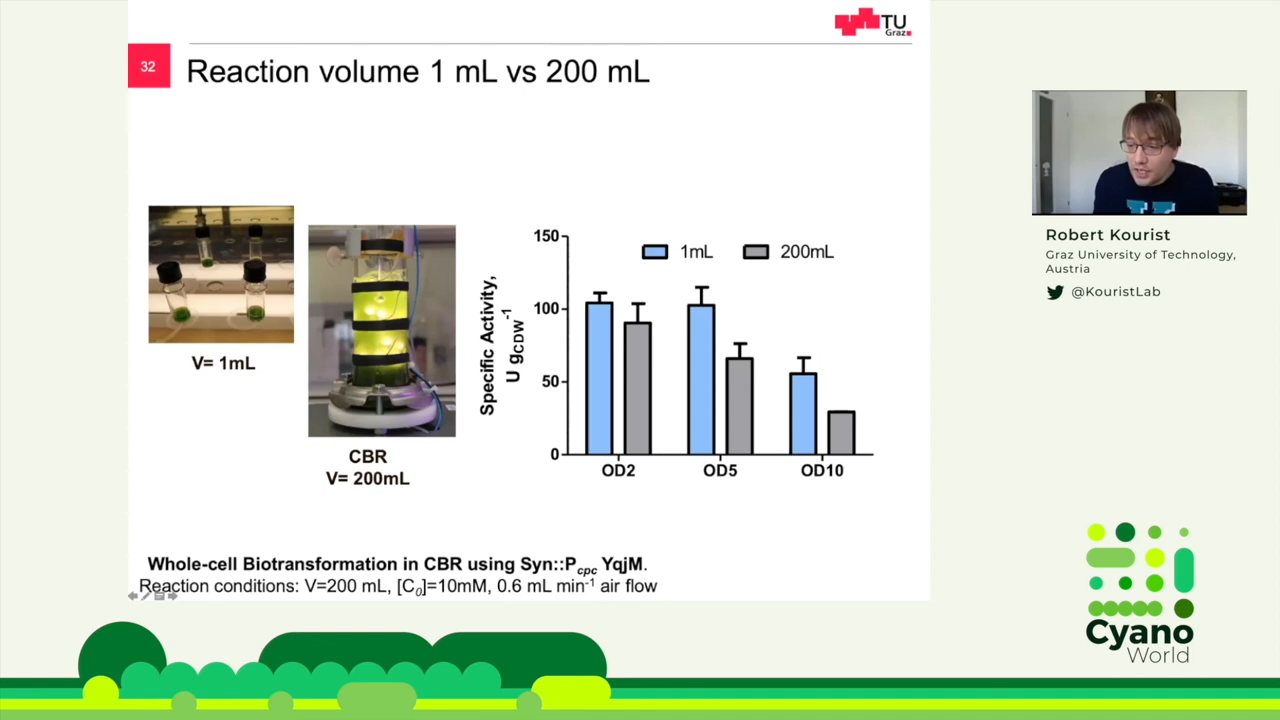 TU
Graz
32
Reaction volume 1 mL vs 200 mL
V= 1mL
CBR
V= 200mL
Specific Activity,
U gCDW-1
150
100
50
0
1mL
200mL
OD2
OD5
OD10
Whole-cell Biotransformation in CBR using Syn::Pcpc YqjM.
Reaction conditions: V=200 mL, [C0]=10mM, 0.6 mL min-1 air flow
Robert Kourist
Graz University of Technology,
Austria
@KouristLab
Cyano
World